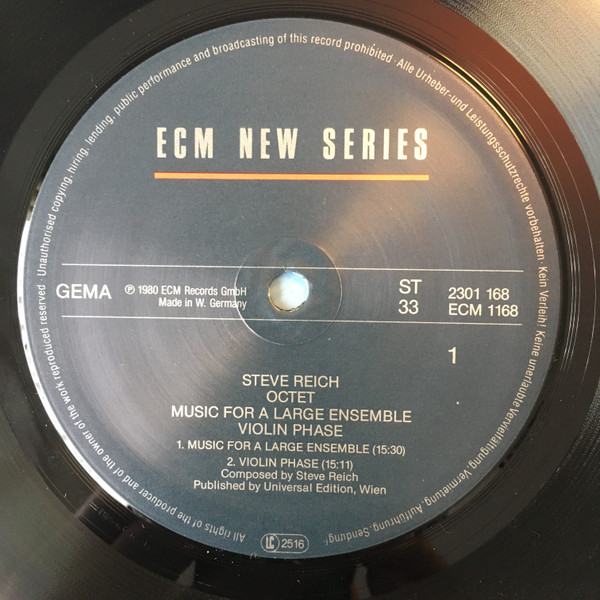 Unauthorised copying, hiring, lending, public performance and broadcasting of this record prohibited · Alle Urheber- und Leistungsschutzrechte vorbehalten · Kein Verleih! Keine unerlaubte Vervielfältigung, Vermietung, Aufführung, Sendung!
ECM NEW SERIES
GEMA
℗ 1980 ECM Records GmbH
Made in W. Germany
ST
33
2301 168
ECM 1168
1
STEVE REICH
OCTET
MUSIC FOR A LARGE ENSEMBLE
VIOLIN PHASE
1. MUSIC FOR A LARGE ENSEMBLE (15:30)
2. VIOLIN PHASE (15:11)
Composed by Steve Reich
Published by Universal Edition, Wien
All rights of the producer and of the owner of the work reproduced reserved ·
LC 2516